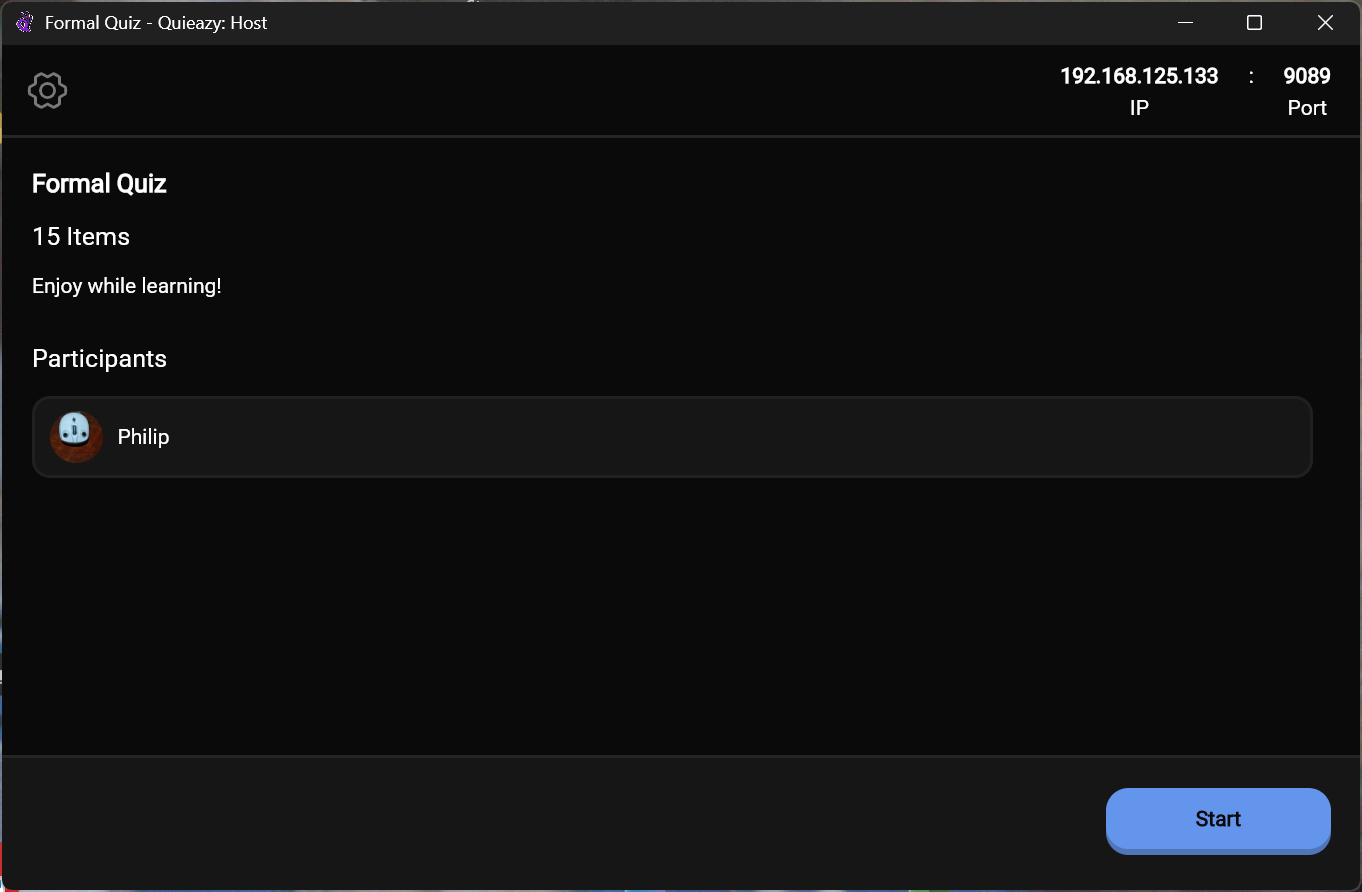 Formal Quiz - Quieazy: Host
192.168.125.133 : 9089
IP Port
Formal Quiz
15 Items
Enjoy while learning!
Participants
Philip
Start